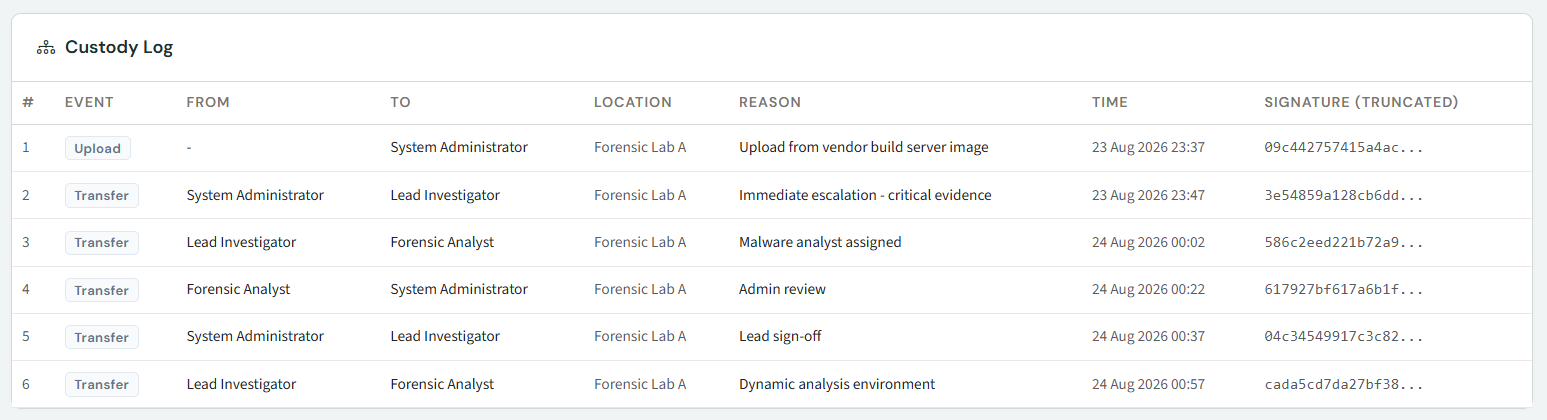 Custody Log
# EVENT FROM TO LOCATION REASON TIME SIGNATURE (TRUNCATED)
1 Upload - System Administrator Forensic Lab A Upload from vendor build server image 23 Aug 2026 23:37 09c442757415a4ac...
2 Transfer System Administrator Lead Investigator Forensic Lab A Immediate escalation - critical evidence 23 Aug 2026 23:47 3e54859a128cb6dd...
3 Transfer Lead Investigator Forensic Analyst Forensic Lab A Malware analyst assigned 24 Aug 2026 00:02 586c2eed221b72a9...
4 Transfer Forensic Analyst System Administrator Forensic Lab A Admin review 24 Aug 2026 00:22 617927bf617a6b1f...
5 Transfer System Administrator Lead Investigator Forensic Lab A Lead sign-off 24 Aug 2026 00:37 04c34549917c3c82...
6 Transfer Lead Investigator Forensic Analyst Forensic Lab A Dynamic analysis environment 24 Aug 2026 00:57 cada5cd7da27bf38...